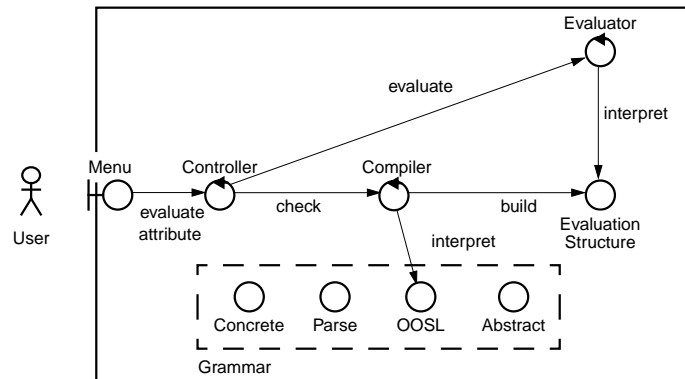 Evaluator
evaluate
interpret
Menu
Controller
Compiler
evaluate
attribute
check
build
User
Evaluation
Structure
interpret
Concrete
Parse
OOSL
Abstract
Grammar